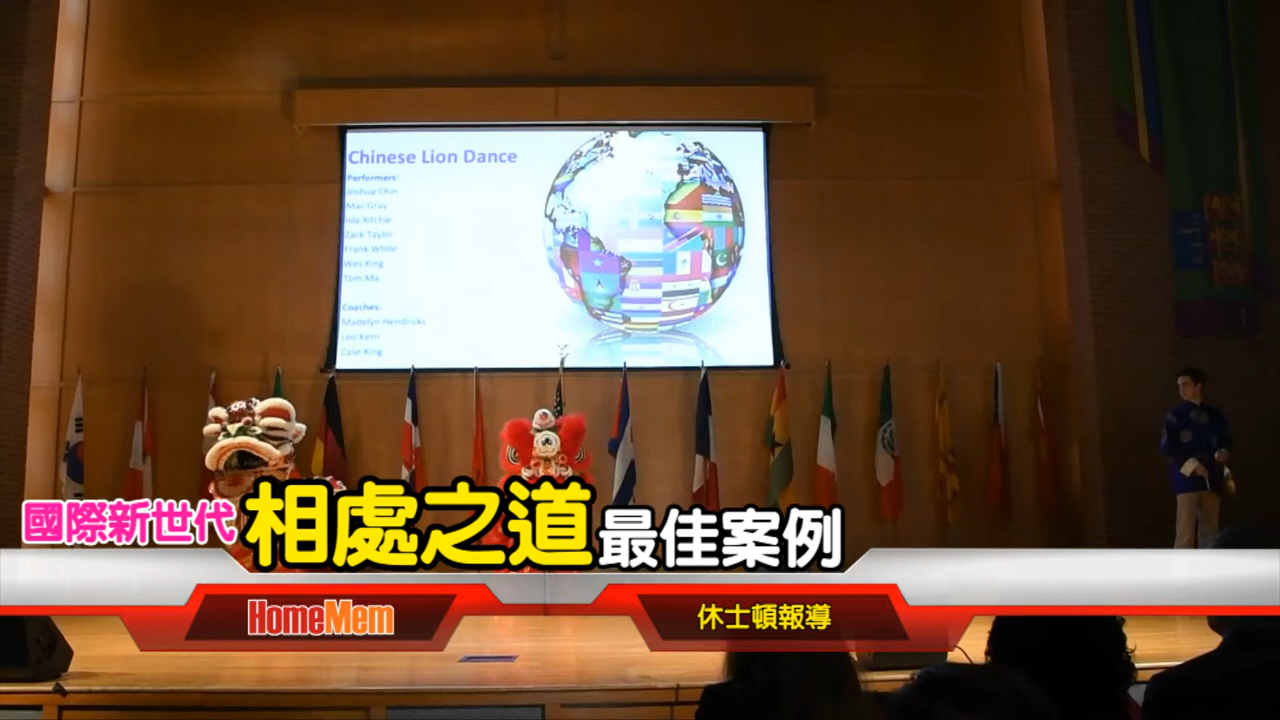 Chinese Lion Dance
Performers:
Joshua Chin
Mac Gray
Isla Ritchie
Zack Taylor
Frank White
Wes King
Tom Ma
Coaches:
Madelyn Hendricks
Leo Kern
Case King
國際新世代 相處之道 最佳案例
HomeMem
休士頓報導